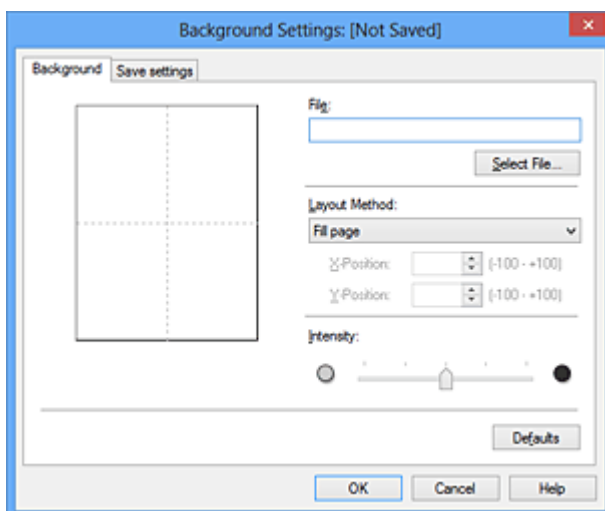 Background Settings: [Not Saved]
Background Save settings
File:
Select File...
Layout Method:
Fill page
X-Position: (-100 - +100)
Y-Position: (-100 - +100)
Intensity:
Defaults
OK Cancel Help